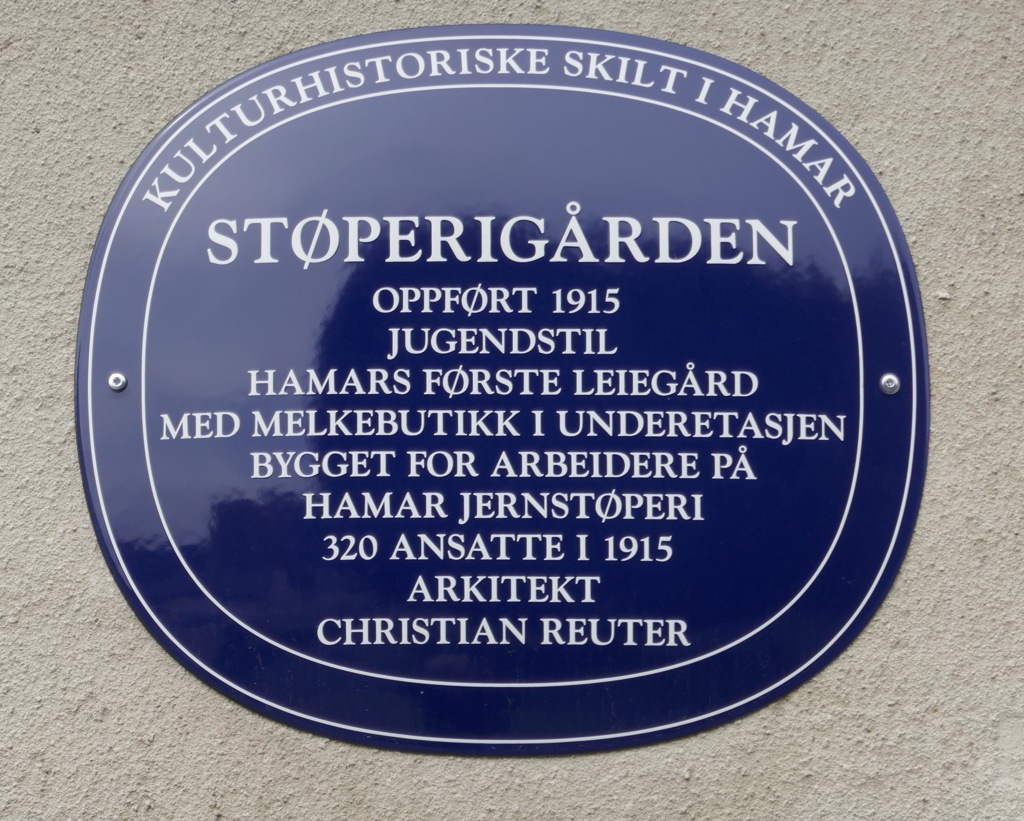 KULTURHISTORISKE SKILT I HAMAR
STØPERIGÅRDEN
OPPFØRT 1915
JUGENDSTIL
HAMARS FØRSTE LEIEGÅRD
MED MELKEBUTIKK I UNDERETASJEN
BYGGET FOR ARBEIDERE PÅ
HAMAR JERNSTØPERI
320 ANSATTE I 1915
ARKITEKT
CHRISTIAN REUTER